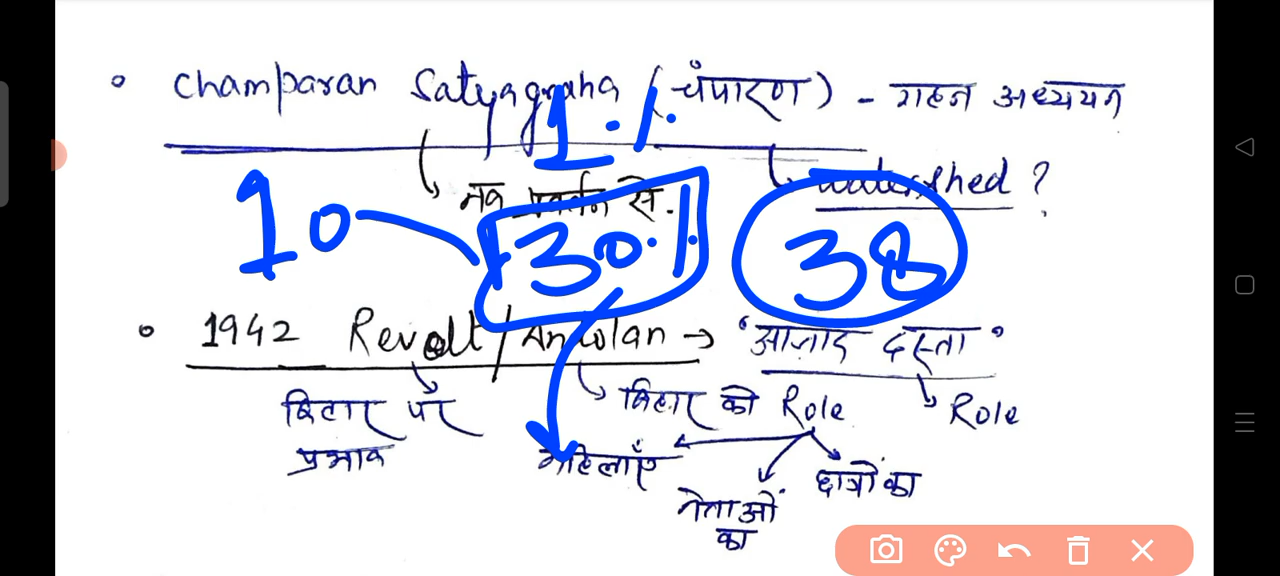 Champaran Satyagraha (चंपारण) - गहन अध्ययन
1%
नव प्रवर्तन से. watershed?
10 30% 38
1942 Revolt/Andolan → 'आज़ाद दस्ता'
बिहार पर बिहार की Role Role
प्रभाव महिलाएँ छात्रों का
नेताओं
का